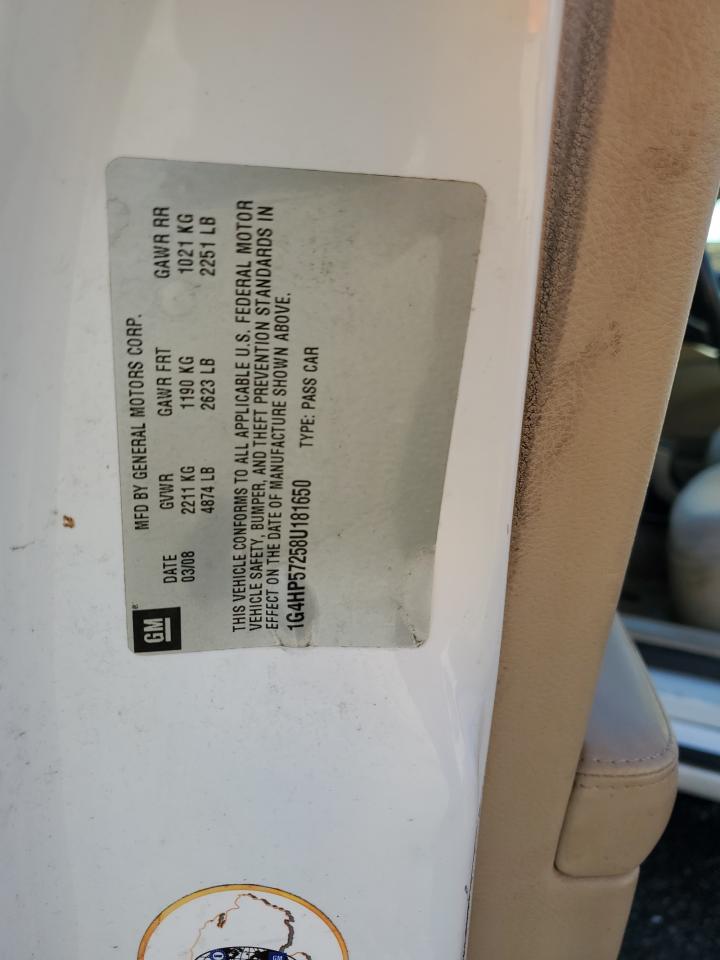 GM
MFD BY GENERAL MOTORS CORP.
DATE GVWR GAWR FRT GAWR RR
03/08 2211 KG 1190 KG 1021 KG
4874 LB 2623 LB 2251 LB
THIS VEHICLE CONFORMS TO ALL APPLICABLE U.S. FEDERAL MOTOR
VEHICLE SAFETY, BUMPER, AND THEFT PREVENTION STANDARDS IN
EFFECT ON THE DATE OF MANUFACTURE SHOWN ABOVE.
1G4HP57258U181650 TYPE: PASS CAR
GM